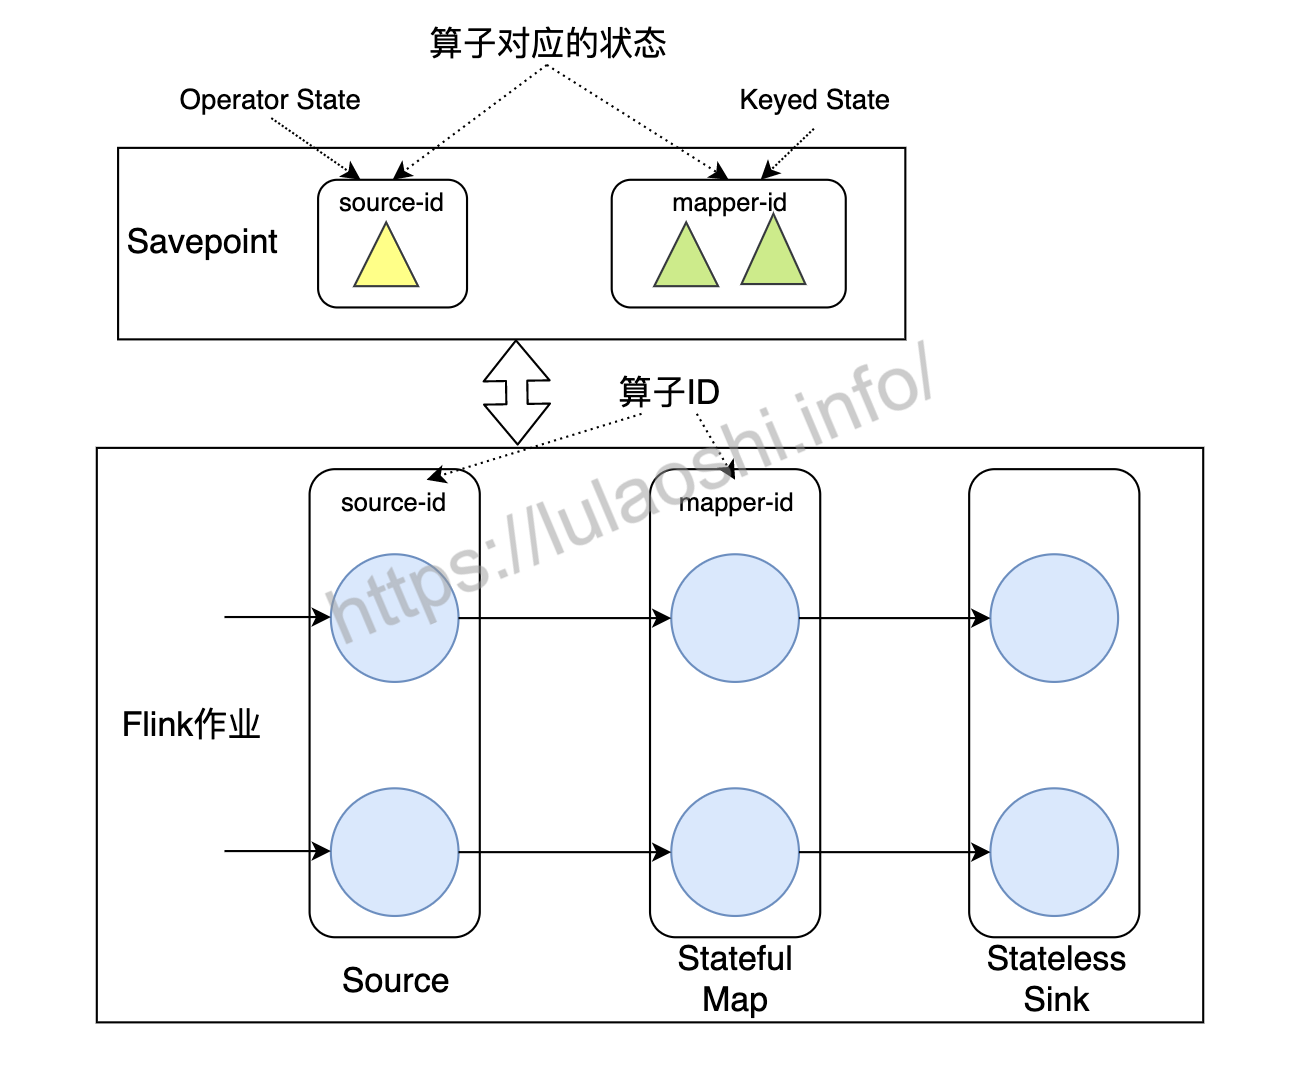 算子对应的状态
Operator State
Keyed State
source-id
mapper-id
Savepoint
算子ID
https://lulaoshi.info/
source-id
mapper-id
Flink作业
Source
Stateful
Map
Stateless
Sink